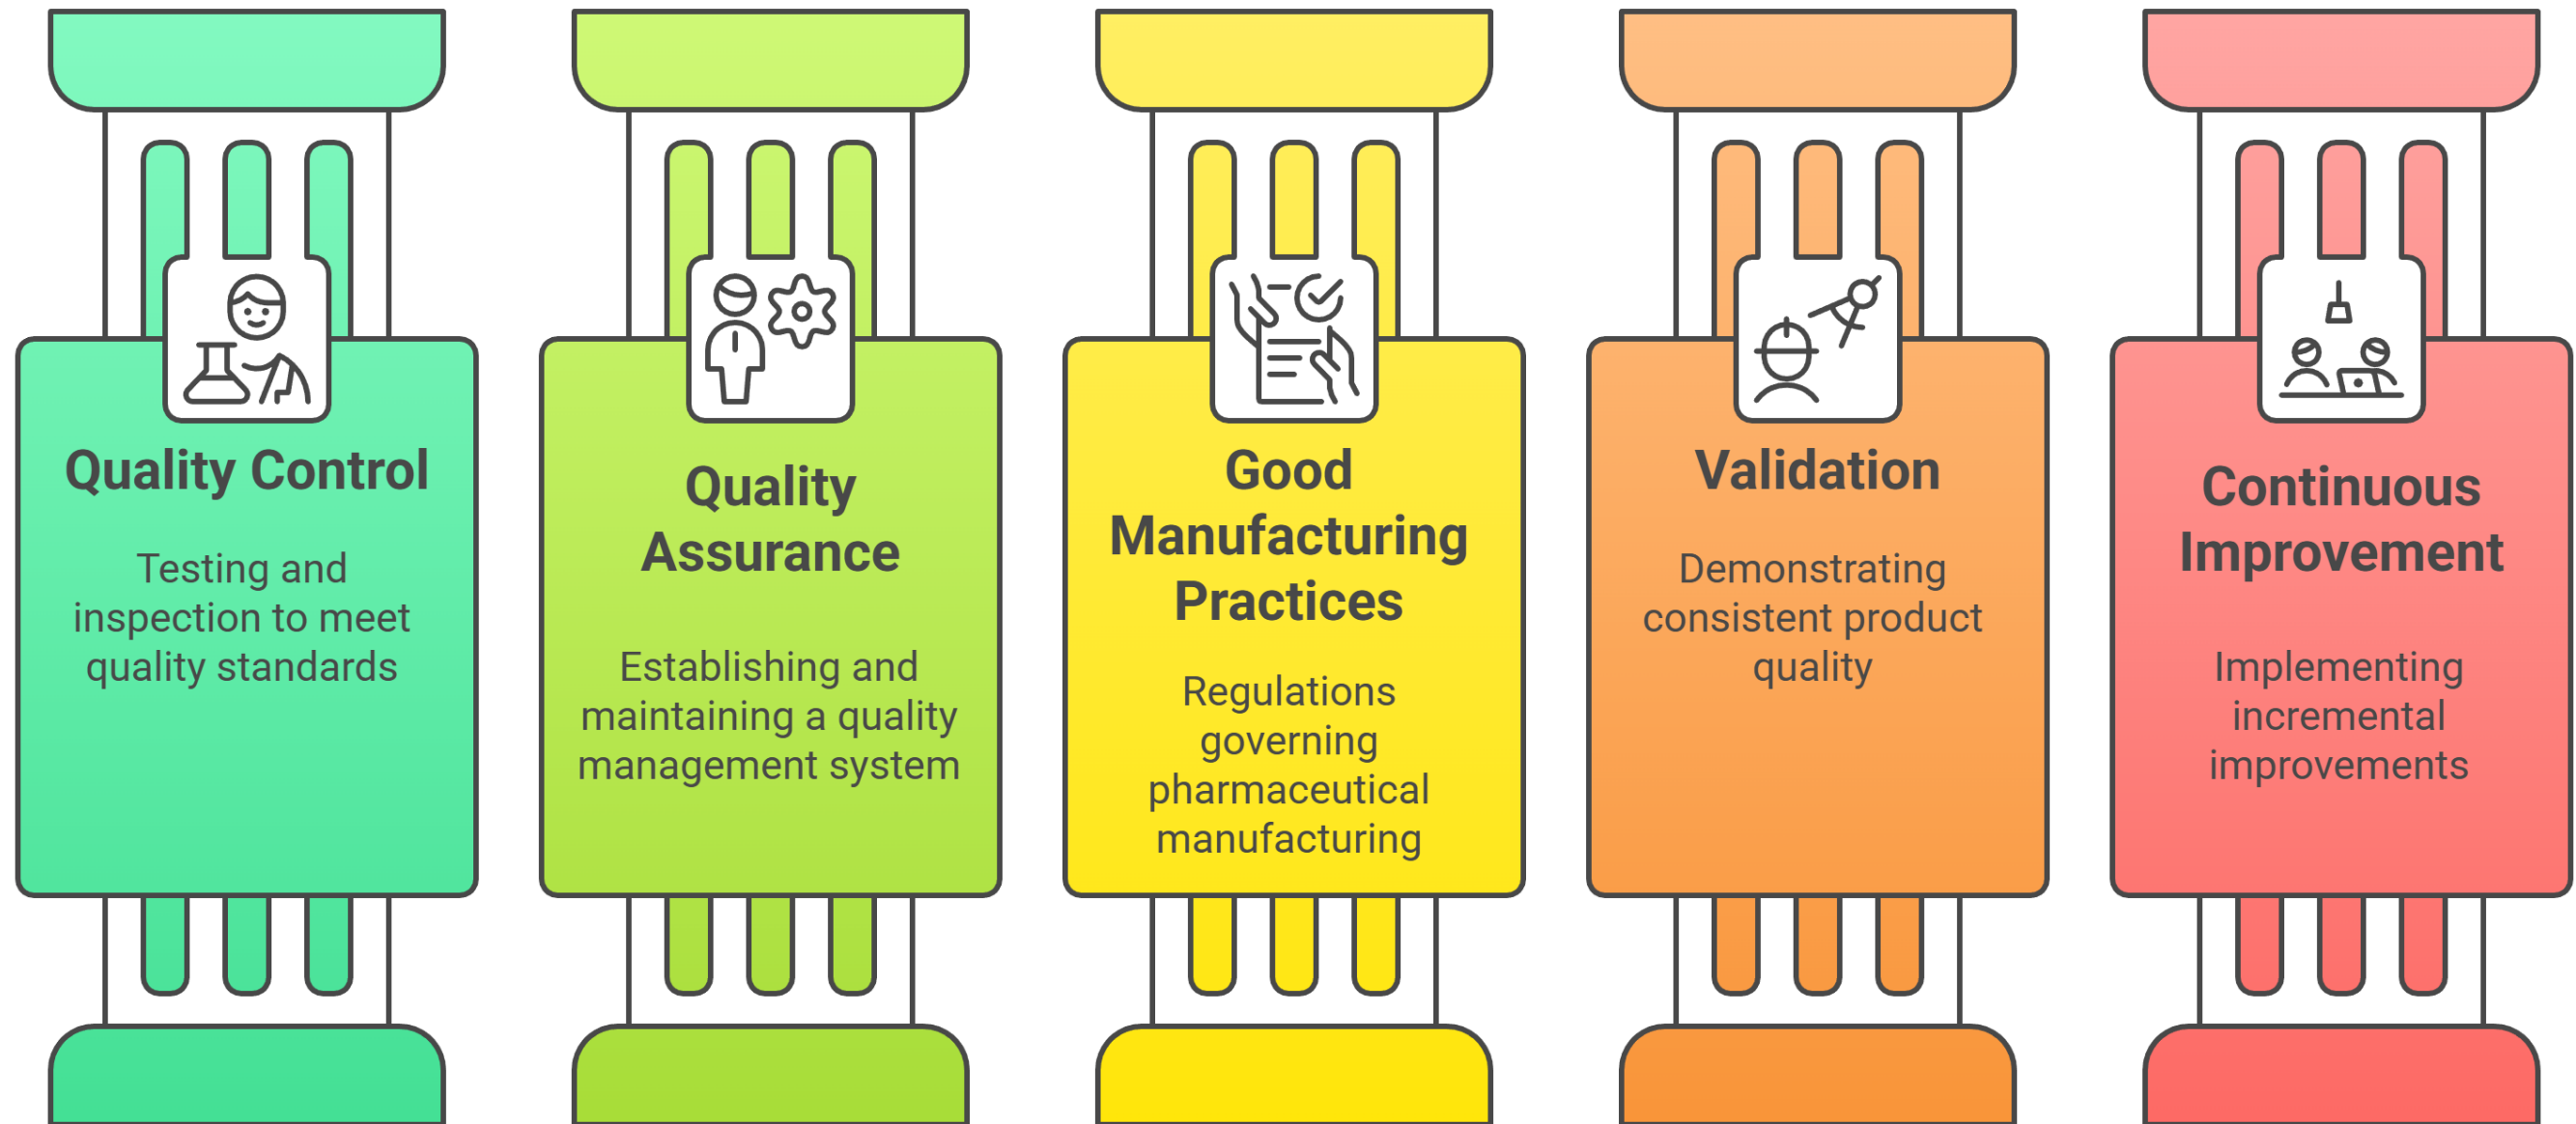 Quality Control
Testing and
inspection to meet
quality standards
Quality
Assurance
Establishing and
maintaining a quality
management system
Good
Manufacturing
Practices
Regulations
governing
pharmaceutical
manufacturing
Validation
Demonstrating
consistent product
quality
Continuous
Improvement
Implementing
incremental
improvements